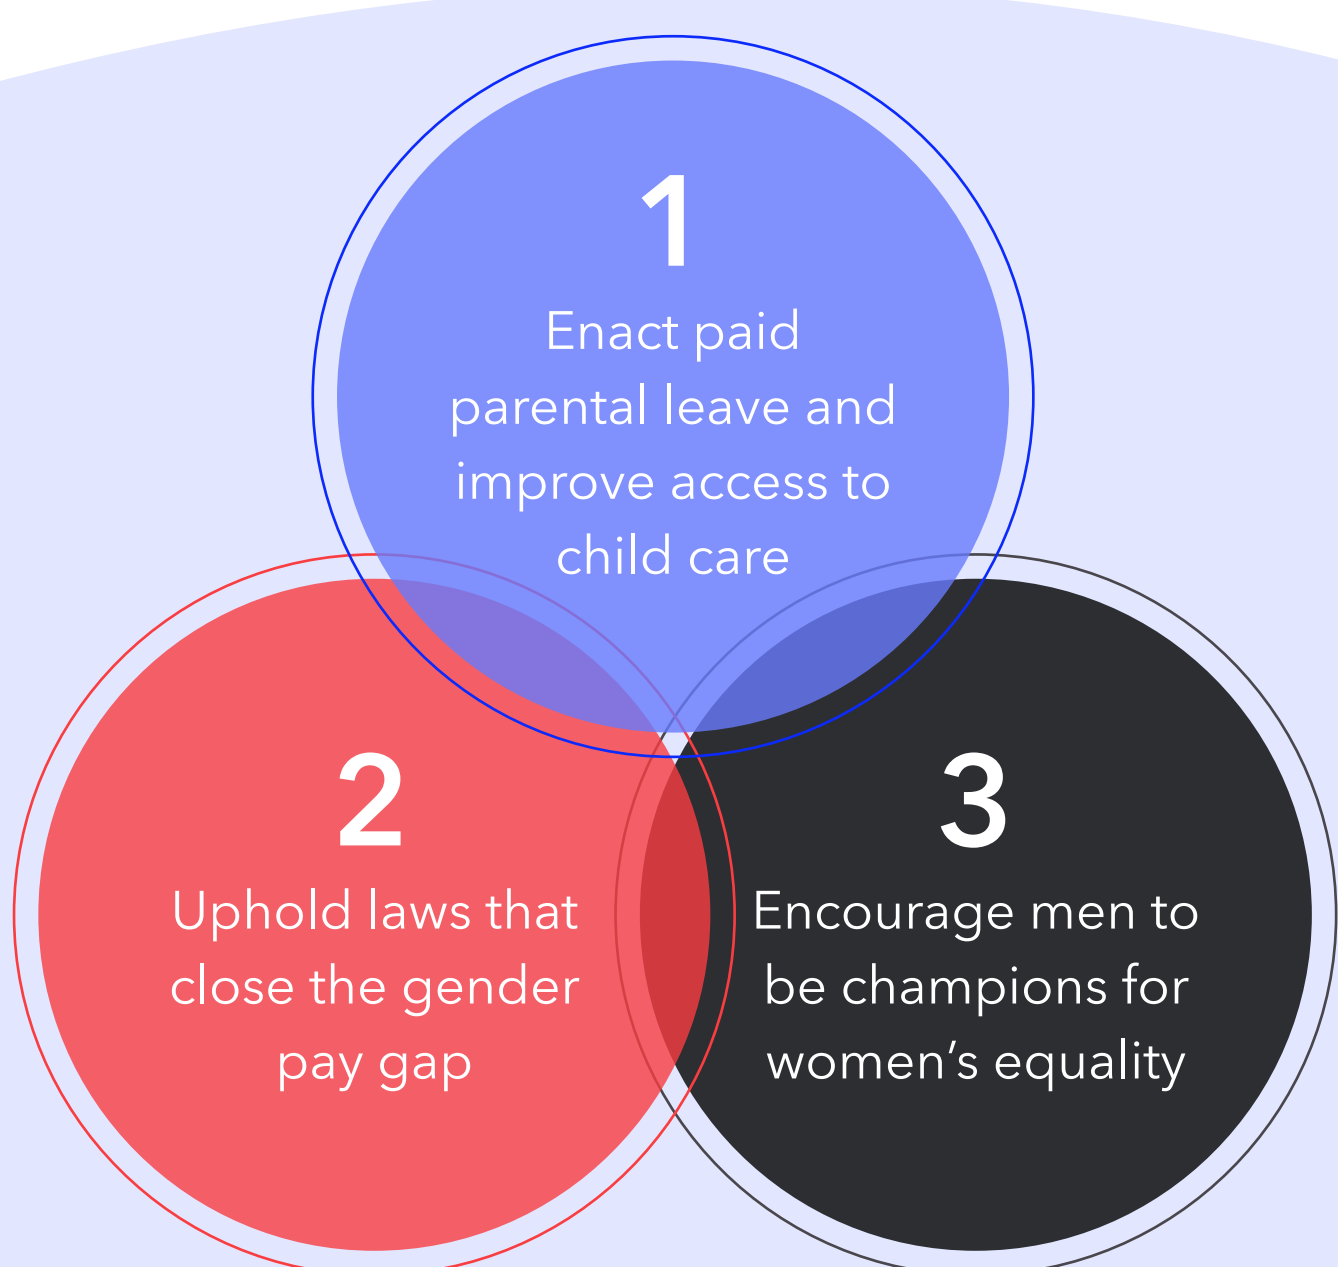 1
Enact paid
parental leave and
improve access to
child care
2
Uphold laws that
close the gender
pay gap
3
Encourage men to
be champions for
women’s equality